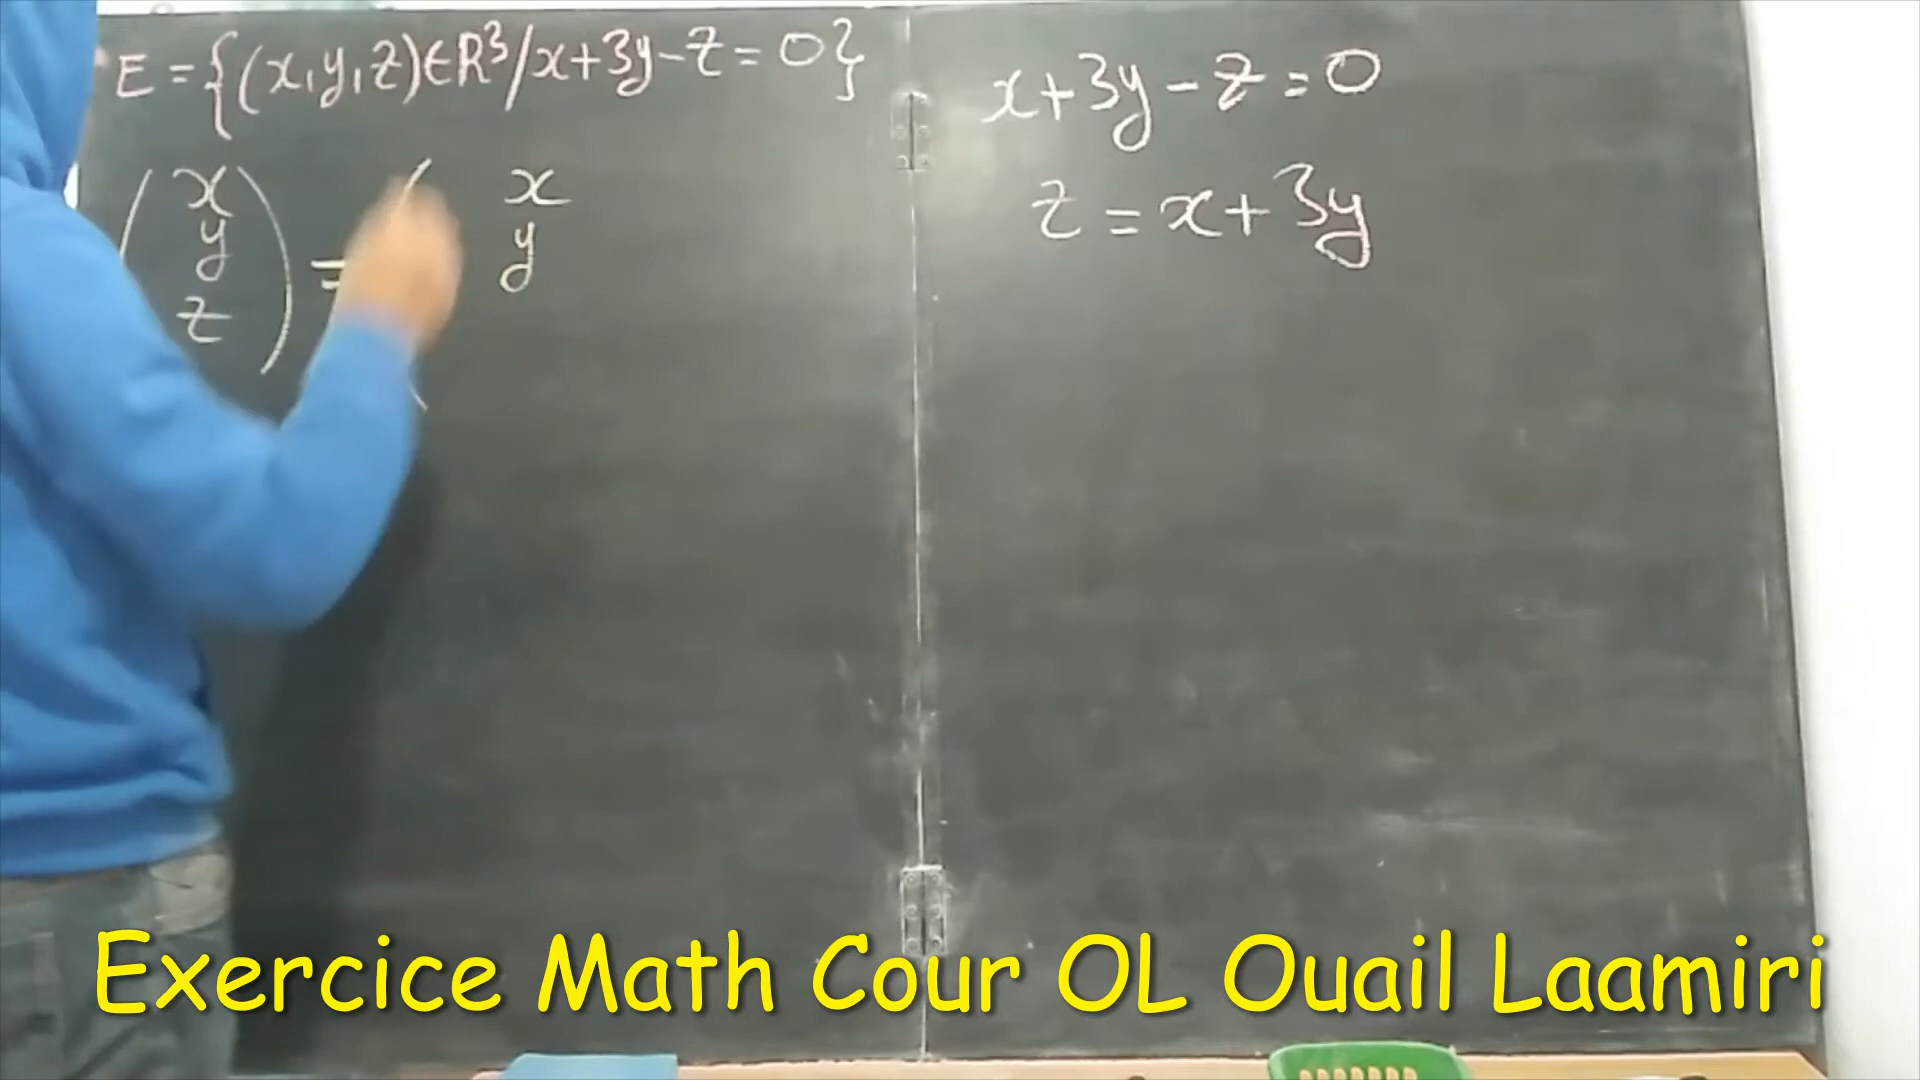 E = {(x,y,z)∈R³/x+3y-z=0}
(x
y
z) = (x
y
x+3y-z=0
z=x+3y
Exercice Math Cour OL Ouail Laamiri